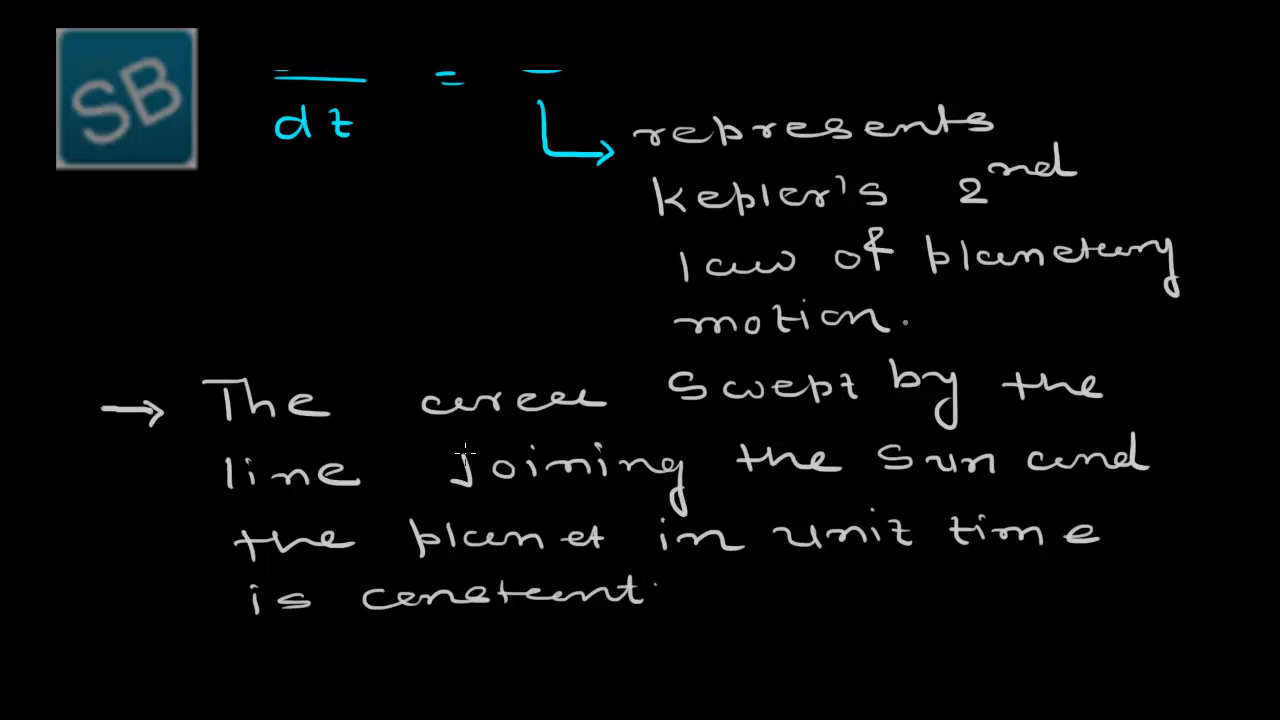 SB
dt =
represents
Kepler's 2nd
law of planetary
motion.
→ The area swept by the
line joining the sun and
the planet in unit time
is constant.